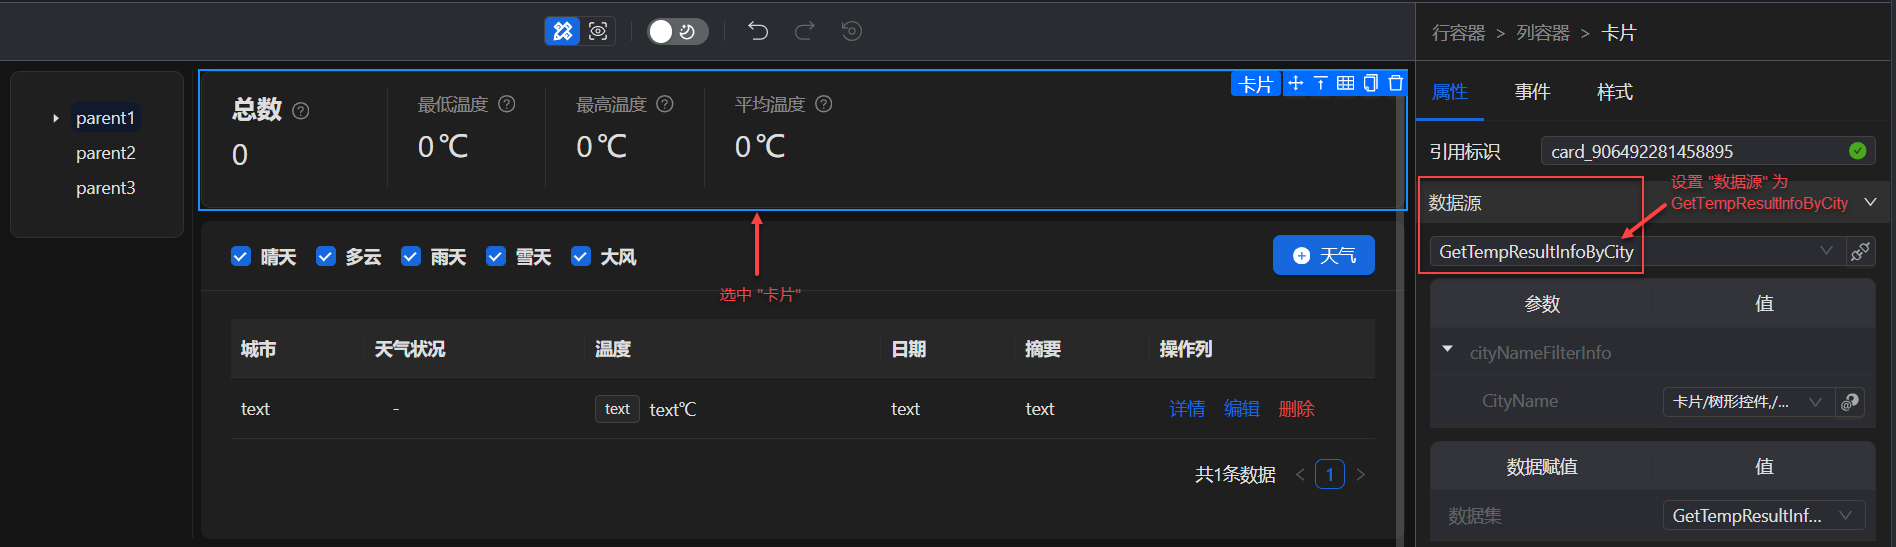 行容器 > 列容器 > 卡片
parent1
parent2
parent3
卡片
总数
0
最低温度
0℃
最高温度
0℃
平均温度
0℃
选中 "卡片"
晴天 多云 雨天 雪天 大风
天气
城市 天气状况 温度 日期 摘要 操作列
text - text text℃ text text 详情 编辑 删除
共1条数据 < 1 >
属性 事件 样式
引用标识 card_906492281458895
数据源
设置 "数据源" 为
GetTempResultInfoByCity
GetTempResultInfoByCity
参数 值
cityNameFilterInfo
CityName 卡片/树形控件,/...
数据赋值 值
数据集 GetTempResultInf...